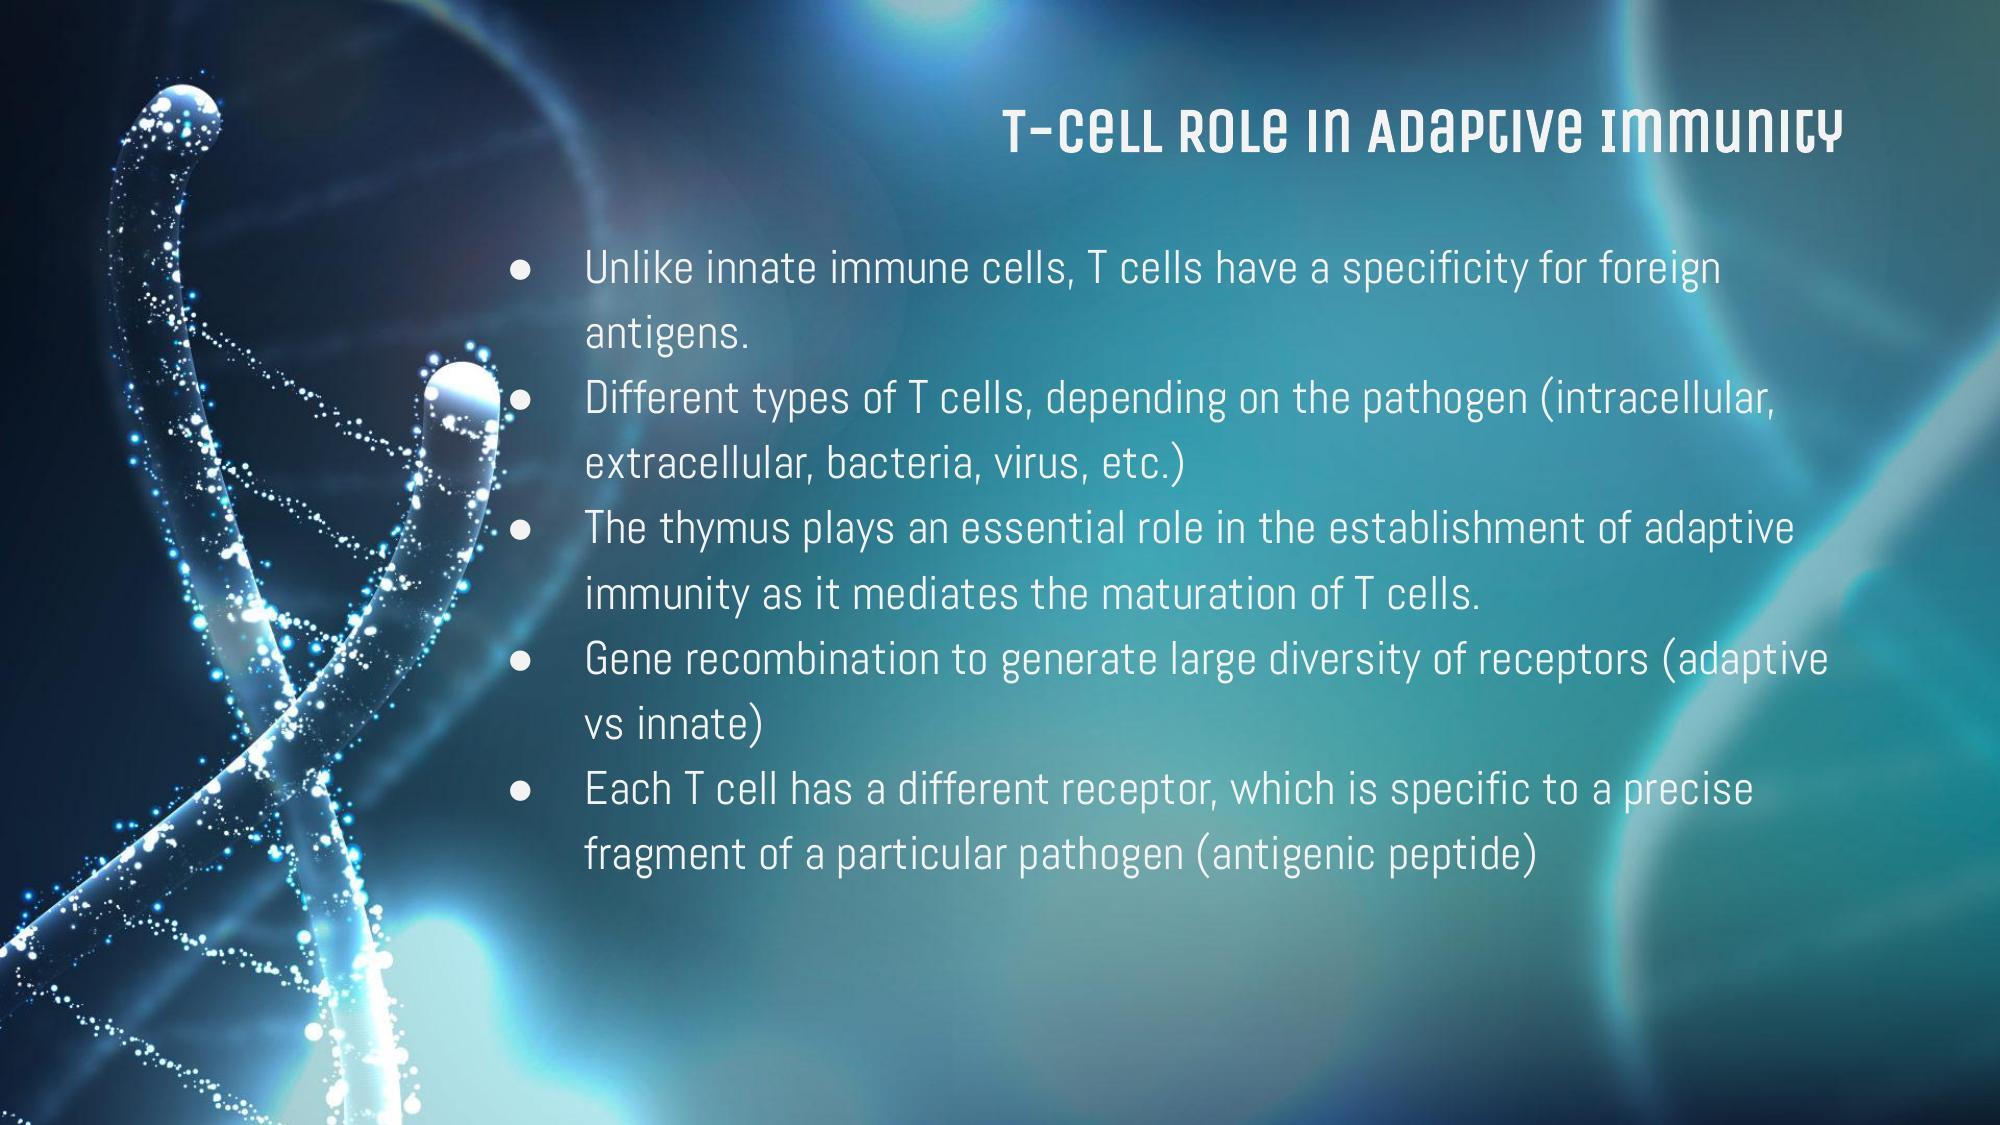 T-Cell Role in Adaptive Immunity
● Unlike innate immune cells, T cells have a specificity for foreign
antigens.
● Different types of T cells, depending on the pathogen (intracellular,
extracellular, bacteria, virus, etc.)
● The thymus plays an essential role in the establishment of adaptive
immunity as it mediates the maturation of T cells.
● Gene recombination to generate large diversity of receptors (adaptive
vs innate)
● Each T cell has a different receptor, which is specific to a precise
fragment of a particular pathogen (antigenic peptide)